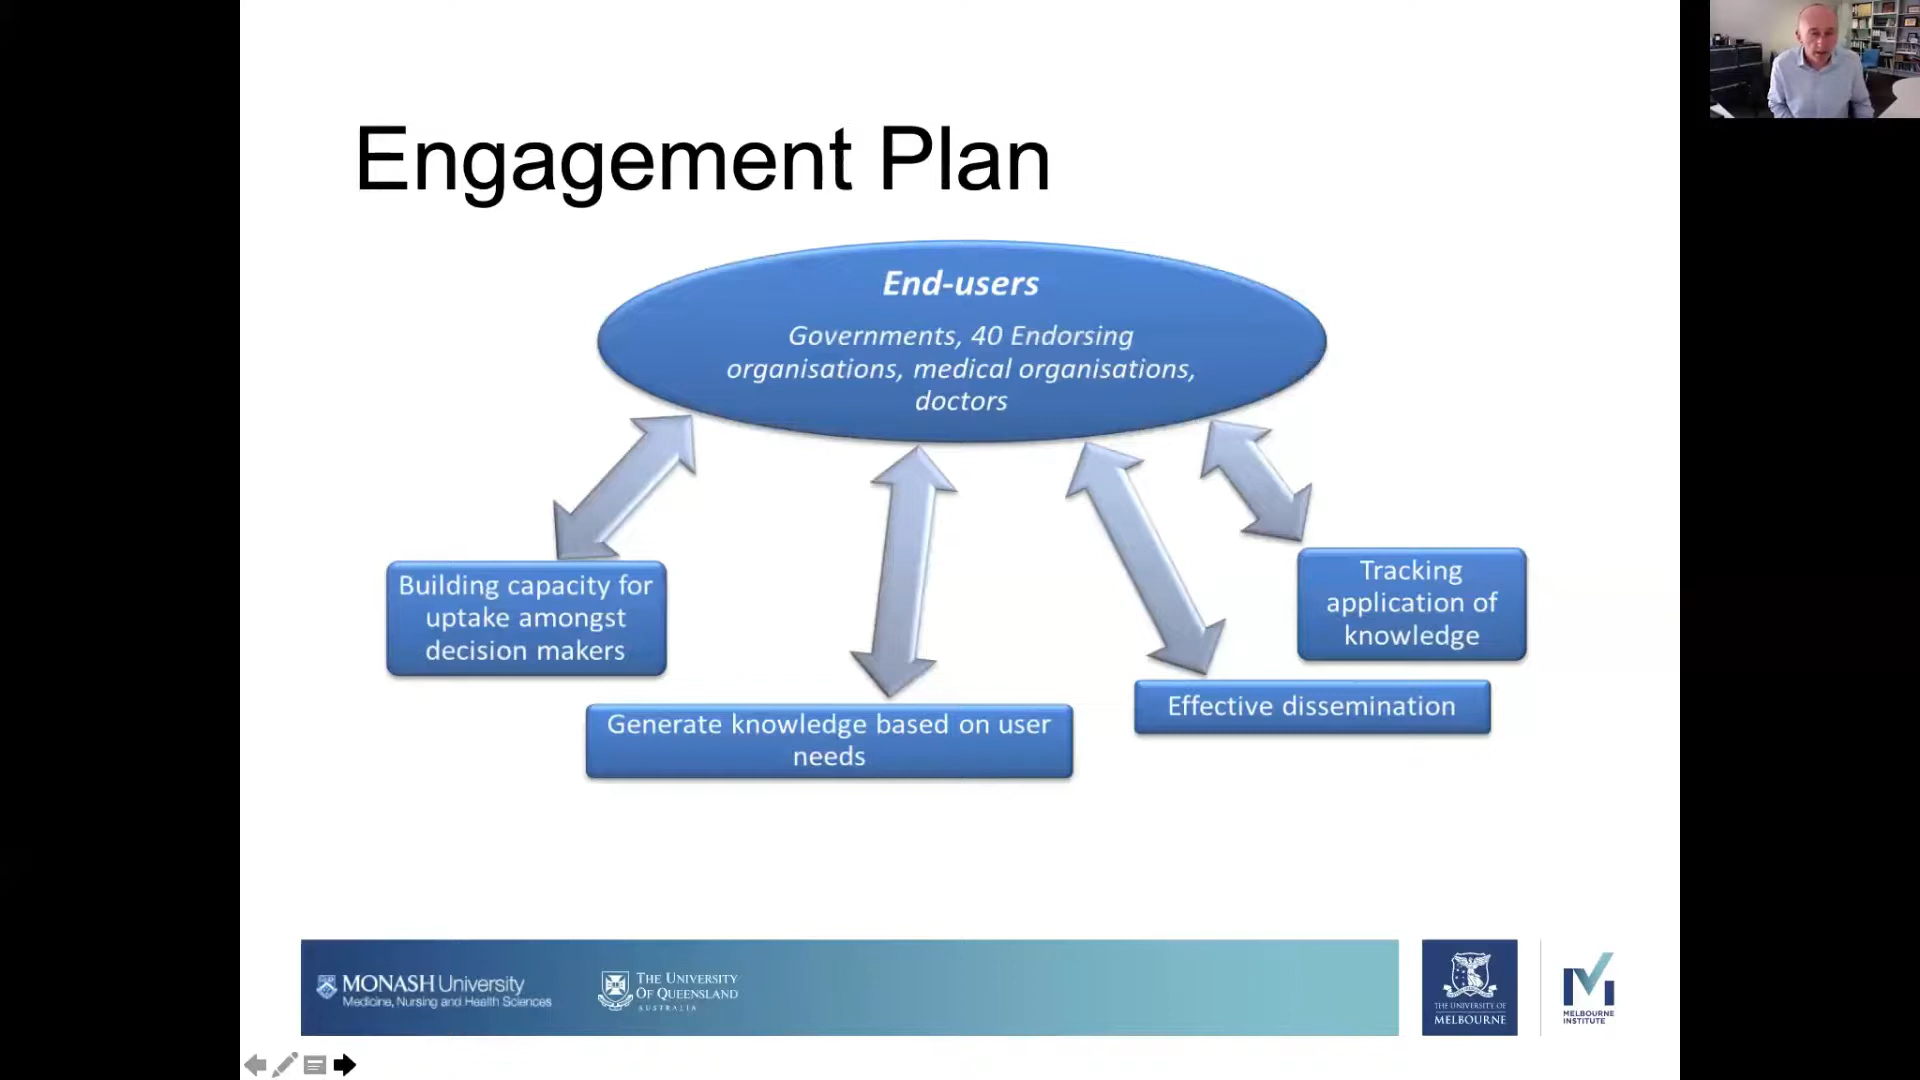 Engagement Plan
End-users
Governments, 40 Endorsing
organisations, medical organisations,
doctors
Building capacity for
uptake amongst
decision makers
Generate knowledge based on user
needs
Effective dissemination
Tracking
application of
knowledge
MONASH University
Medicine, Nursing and Health Sciences
THE UNIVERSITY
OF QUEENSLAND
AUSTRALIA
THE UNIVERSITY OF
MELBOURNE
MELBOURNE
INSTITUTE